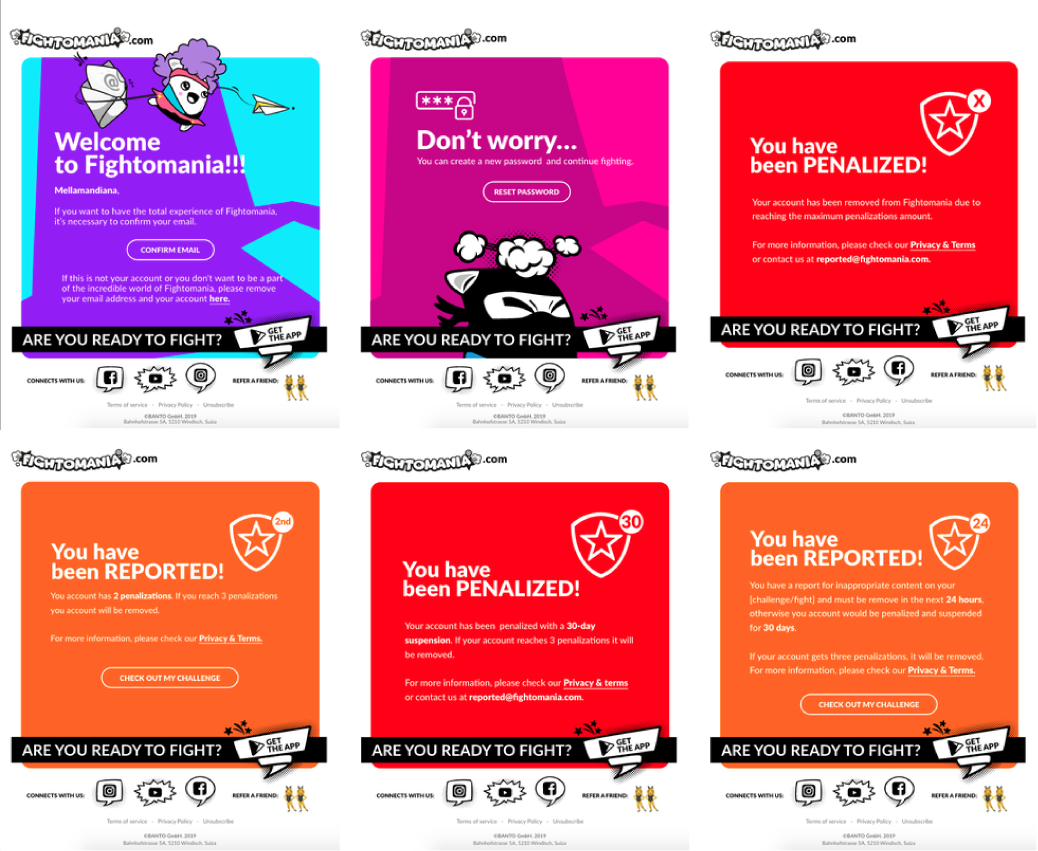 FIGHTOMANIA.com
@
Welcome
to Fightomania!!!
Mellamandiana,
If you want to have the total experience of Fightomania,
it's necessary to confirm your email.
CONFIRM EMAIL
If this is not your account or you don't want to be a part
of the incredible world of Fightomania, please remove
your email address and your account here.
ARE YOU READY TO FIGHT?
GET
THE APP
CONNECTS WITH US:
REFER A FRIEND:
Terms of service - Privacy Policy - Unsubscribe
©BANTO GmbH. 2019
Bahnhofstrasse 5A, 5210 Windisch, Suiza
FIGHTOMANIA.com
***
Don't worry...
You can create a new password and continue fighting.
RESET PASSWORD
ARE YOU READY TO FIGHT?
GET
THE APP
CONNECTS WITH US:
REFER A FRIEND:
Terms of service - Privacy Policy - Unsubscribe
©BANTO GmbH. 2019
Bahnhofstrasse 5A, 5210 Windisch, Suiza
FIGHTOMANIA.com
X
You have
been PENALIZED!
Your account has been removed from Fightomania due to
reaching the maximum penalizations amount.
For more information, please check our Privacy & Terms
or contact us at reported@fightomania.com.
ARE YOU READY TO FIGHT?
GET
THE APP
CONNECTS WITH US:
REFER A FRIEND:
Terms of service - Privacy Policy - Unsubscribe
©BANTO GmbH. 2019
Bahnhofstrasse 5A, 5210 Windisch, Suiza
FIGHTOMANIA.com
2nd
You have
been REPORTED!
You account has 2 penalizations. If you reach 3 penalizations
you account will be removed.
For more information, please check our Privacy & Terms.
CHECK OUT MY CHALLENGE
ARE YOU READY TO FIGHT?
GET
THE APP
CONNECTS WITH US:
REFER A FRIEND:
Terms of service - Privacy Policy - Unsubscribe
©BANTO GmbH. 2019
Bahnhofstrasse 5A, 5210 Windisch, Suiza
FIGHTOMANIA.com
30
You have
been PENALIZED!
Your account has been penalized with a 30-day
suspension. If your account reaches 3 penalizations it will
be removed.
For more information, please check our Privacy & terms
or contact us at reported@fightomania.com.
ARE YOU READY TO FIGHT?
GET
THE APP
CONNECTS WITH US:
REFER A FRIEND:
Terms of service - Privacy Policy - Unsubscribe
©BANTO GmbH. 2019
Bahnhofstrasse 5A, 5210 Windisch, Suiza
FIGHTOMANIA.com
24
You have
been REPORTED!
You have a report for inappropriate content on your
[challenge/fight] and must be remove in the next 24 hours,
otherwise you account would be penalized and suspended
for 30 days.
If your account gets three penalizations, it will be removed.
For more information, please check our Privacy & Terms.
CHECK OUT MY CHALLENGE
ARE YOU READY TO FIGHT?
GET
THE APP
CONNECTS WITH US:
REFER A FRIEND:
Terms of service - Privacy Policy - Unsubscribe
©BANTO GmbH. 2019
Bahnhofstrasse 5A, 5210 Windisch, Suiza